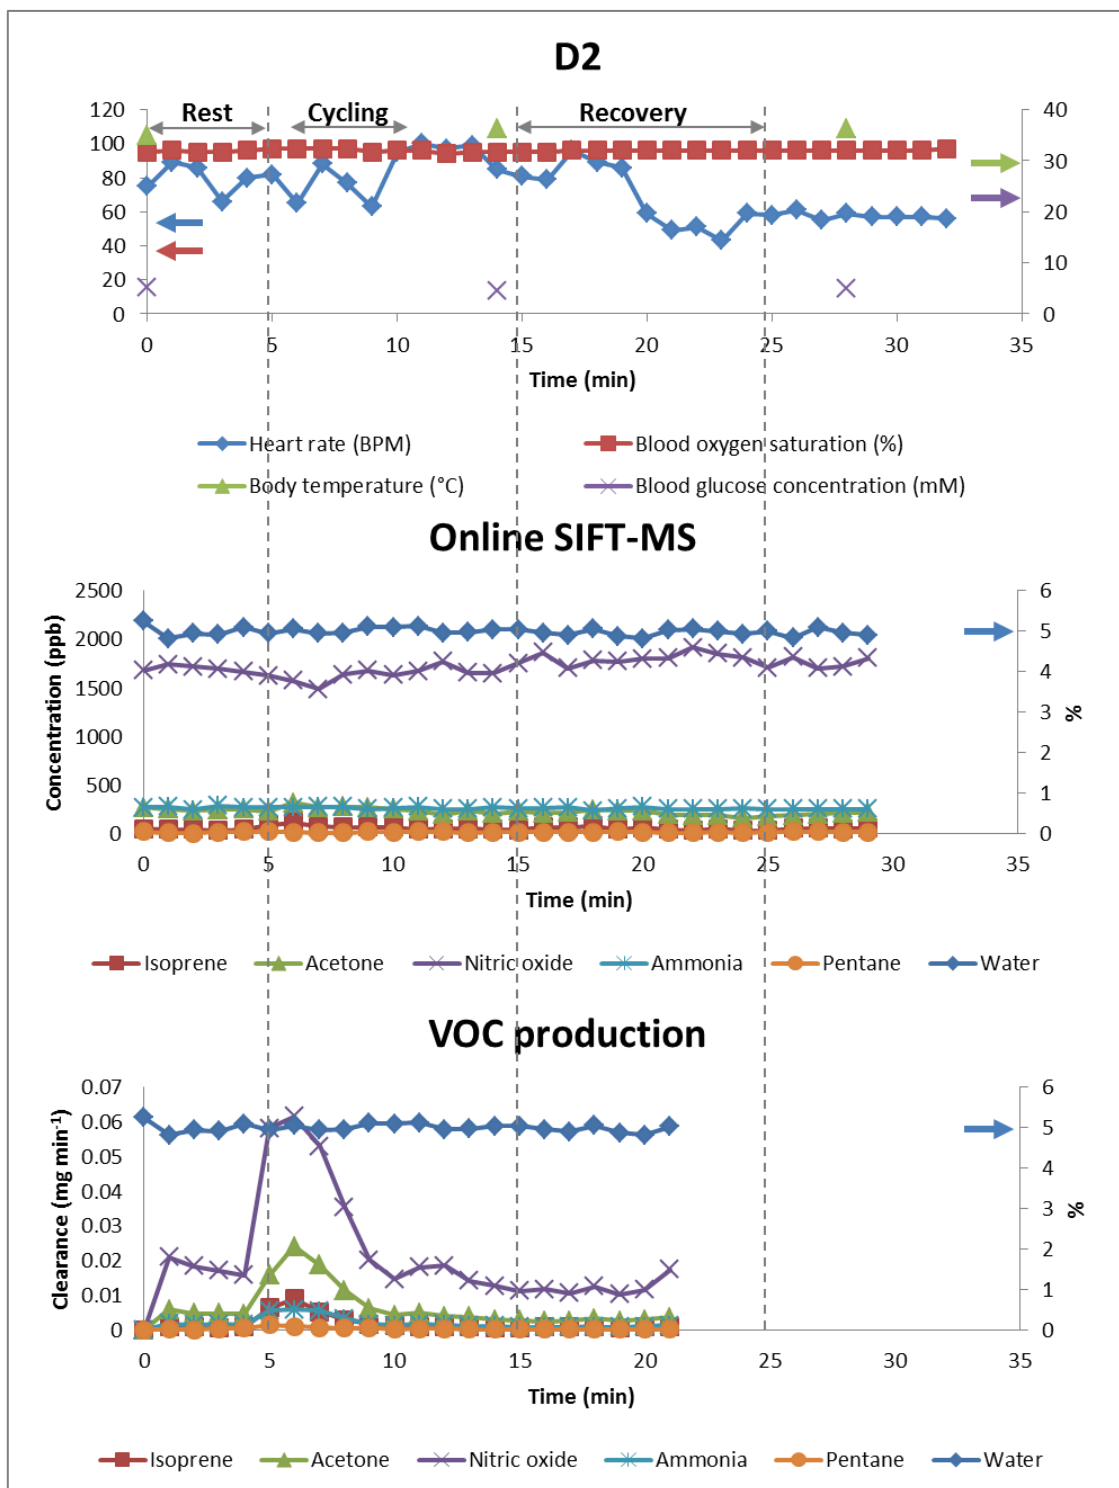 D2
Rest Cycling Recovery
120 40
100
80 30
60 20
40
20 10
0 0
0 5 10 15 20 25 30 35
Time (min)
Heart rate (BPM) Blood oxygen saturation (%)
Body temperature (°C) Blood glucose concentration (mM)
Online SIFT-MS
Concentration (ppb)
2500 6
2000 5
1500 4
1000 3
500 2
0 1
0
%
0 5 10 15 20 25 30 35
Time (min)
Isoprene Acetone Nitric oxide Ammonia Pentane Water
VOC production
Clearance (mg min⁻¹)
0.07 6
0.06 5
0.05 4
0.04 3
0.03 2
0.02 1
0.01 0
0
%
0 5 10 15 20 25 30 35
Time (min)
Isoprene Acetone Nitric oxide Ammonia Pentane Water